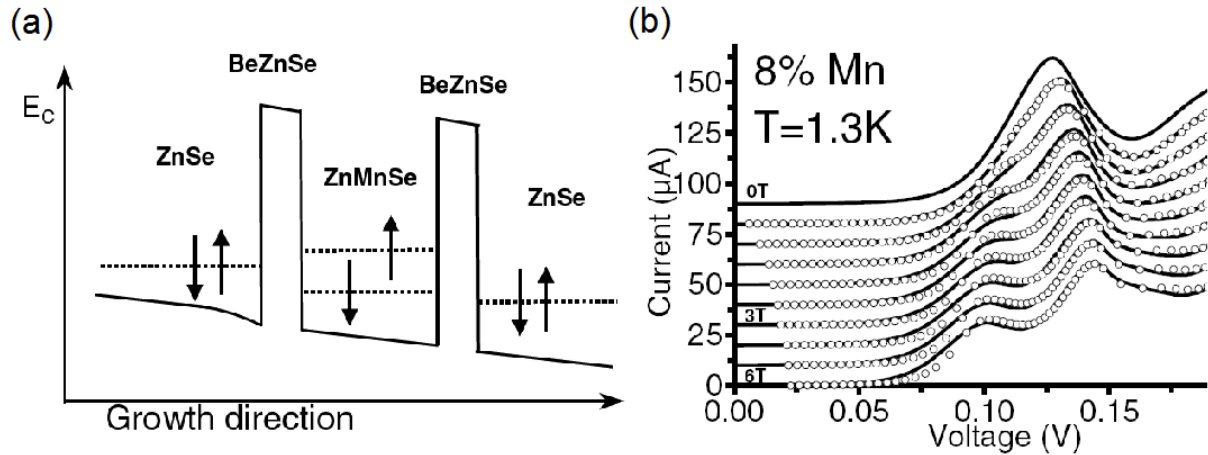 (a)
BeZnSe
BeZnSe
E_C
ZnSe
ZnMnSe
ZnSe
Growth direction
(b)
8% Mn
T=1.3K
150
125
100
75
50
25
0
0T
3T
6T
Current (µA)
0.00 0.05 0.10 0.15
Voltage (V)